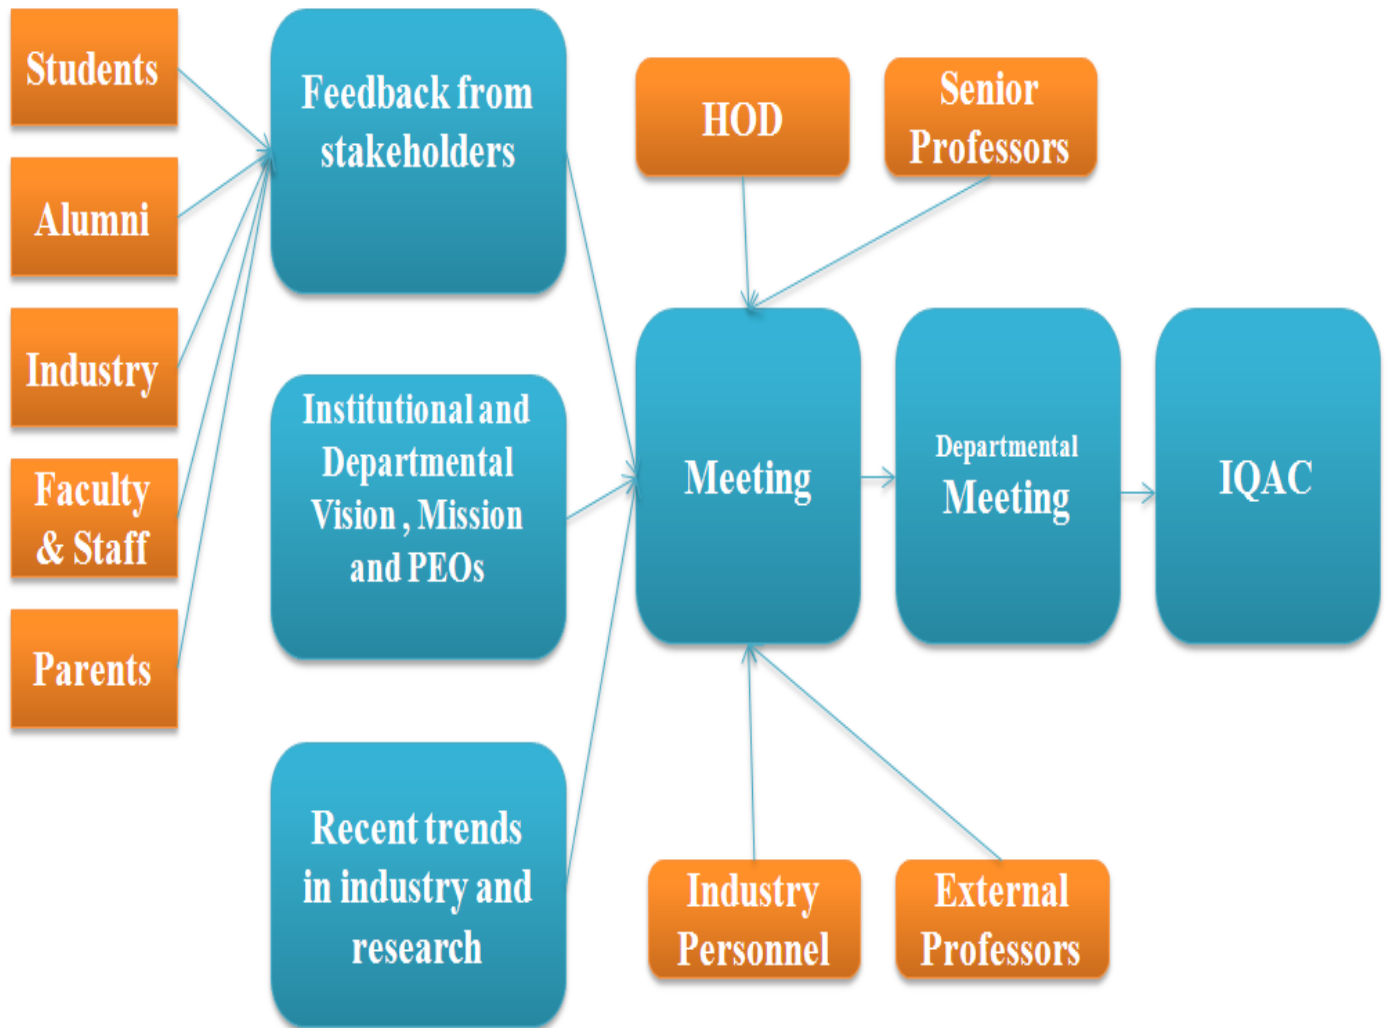 Students
Alumni
Industry
Faculty
& Staff
Parents
Feedback from
stakeholders
Institutional and
Departmental
Vision , Mission
and PEOs
Recent trends
in industry and
research
HOD
Senior
Professors
Meeting
Departmental
Meeting
IQAC
Industry
Personnel
External
Professors